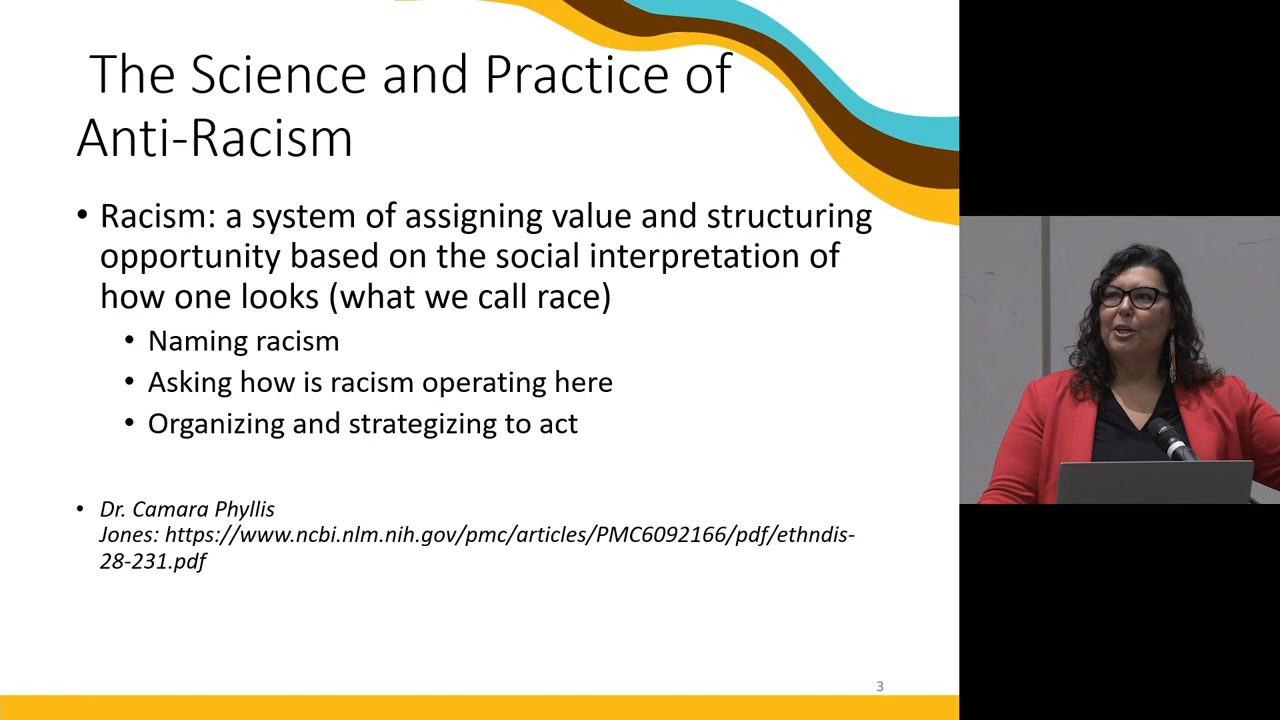 The Science and Practice of
Anti-Racism
• Racism: a system of assigning value and structuring
opportunity based on the social interpretation of
how one looks (what we call race)
• Naming racism
• Asking how is racism operating here
• Organizing and strategizing to act
• Dr. Camara Phyllis
Jones: https://www.ncbi.nlm.nih.gov/pmc/articles/PMC6092166/pdf/ethndis-
28-231.pdf
3